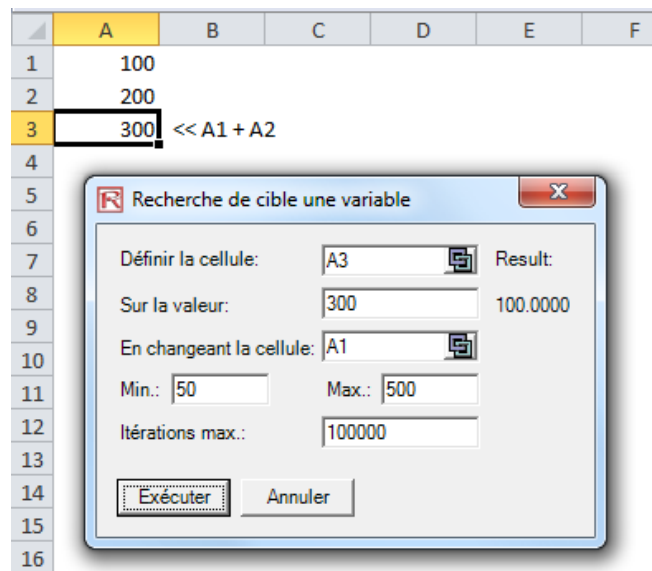 A B C D E F
1 100
2 200
3 300 << A1 + A2
4
5
Recherche de cible une variable
6
7
Définir la cellule: A3 Result:
8
Sur la valeur: 300 100.0000
9
En changeant la cellule: A1
10
11
Min.: 50 Max.: 500
12
Itérations max.: 100000
13
14
Exécuter Annuler
15
16